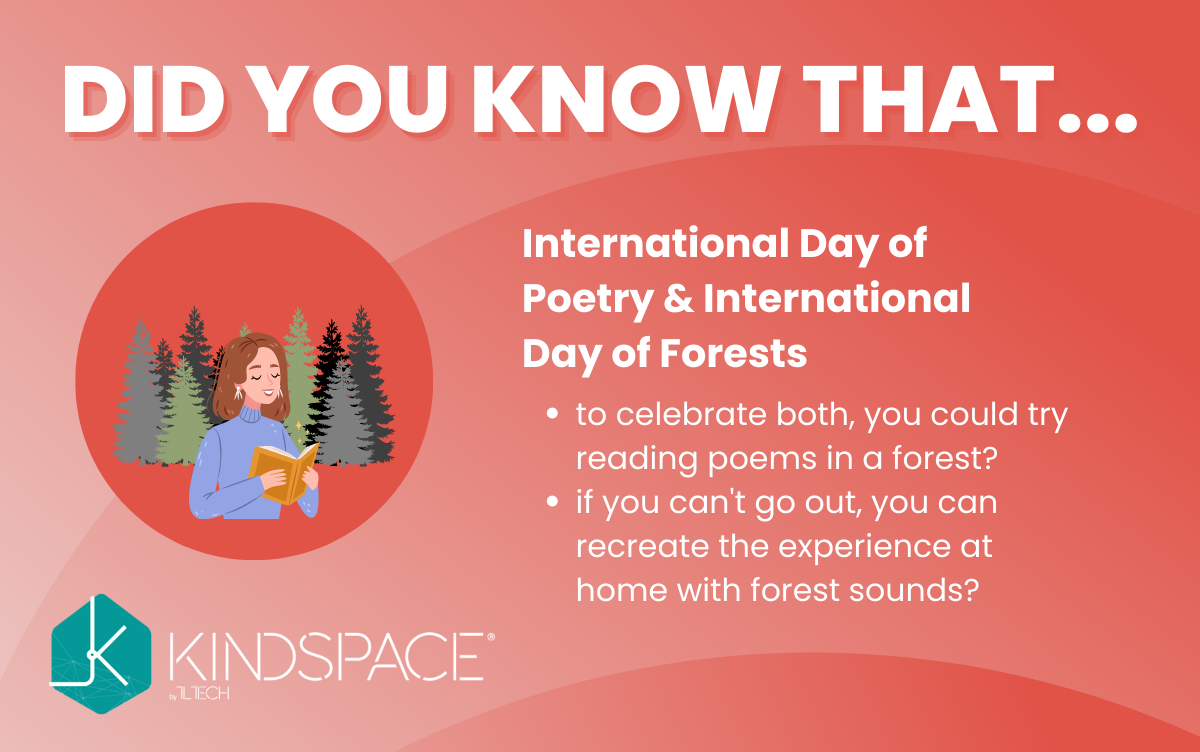 DID YOU KNOW THAT...
International Day of
Poetry & International
Day of Forests
• to celebrate both, you could try
reading poems in a forest?
• if you can't go out, you can
recreate the experience at
home with forest sounds?
KINDSPACE®
by TLTECH